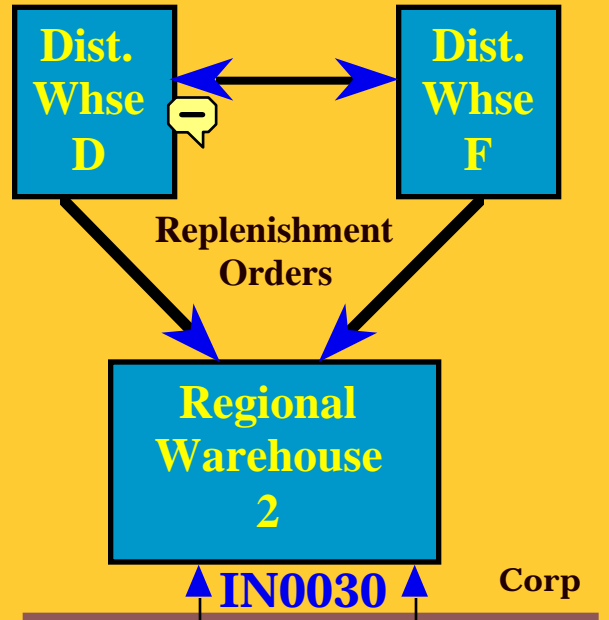 Dist.
Whse
D
Dist.
Whse
F
Replenishment
Orders
Regional
Warehouse
2
IN0030
Corp